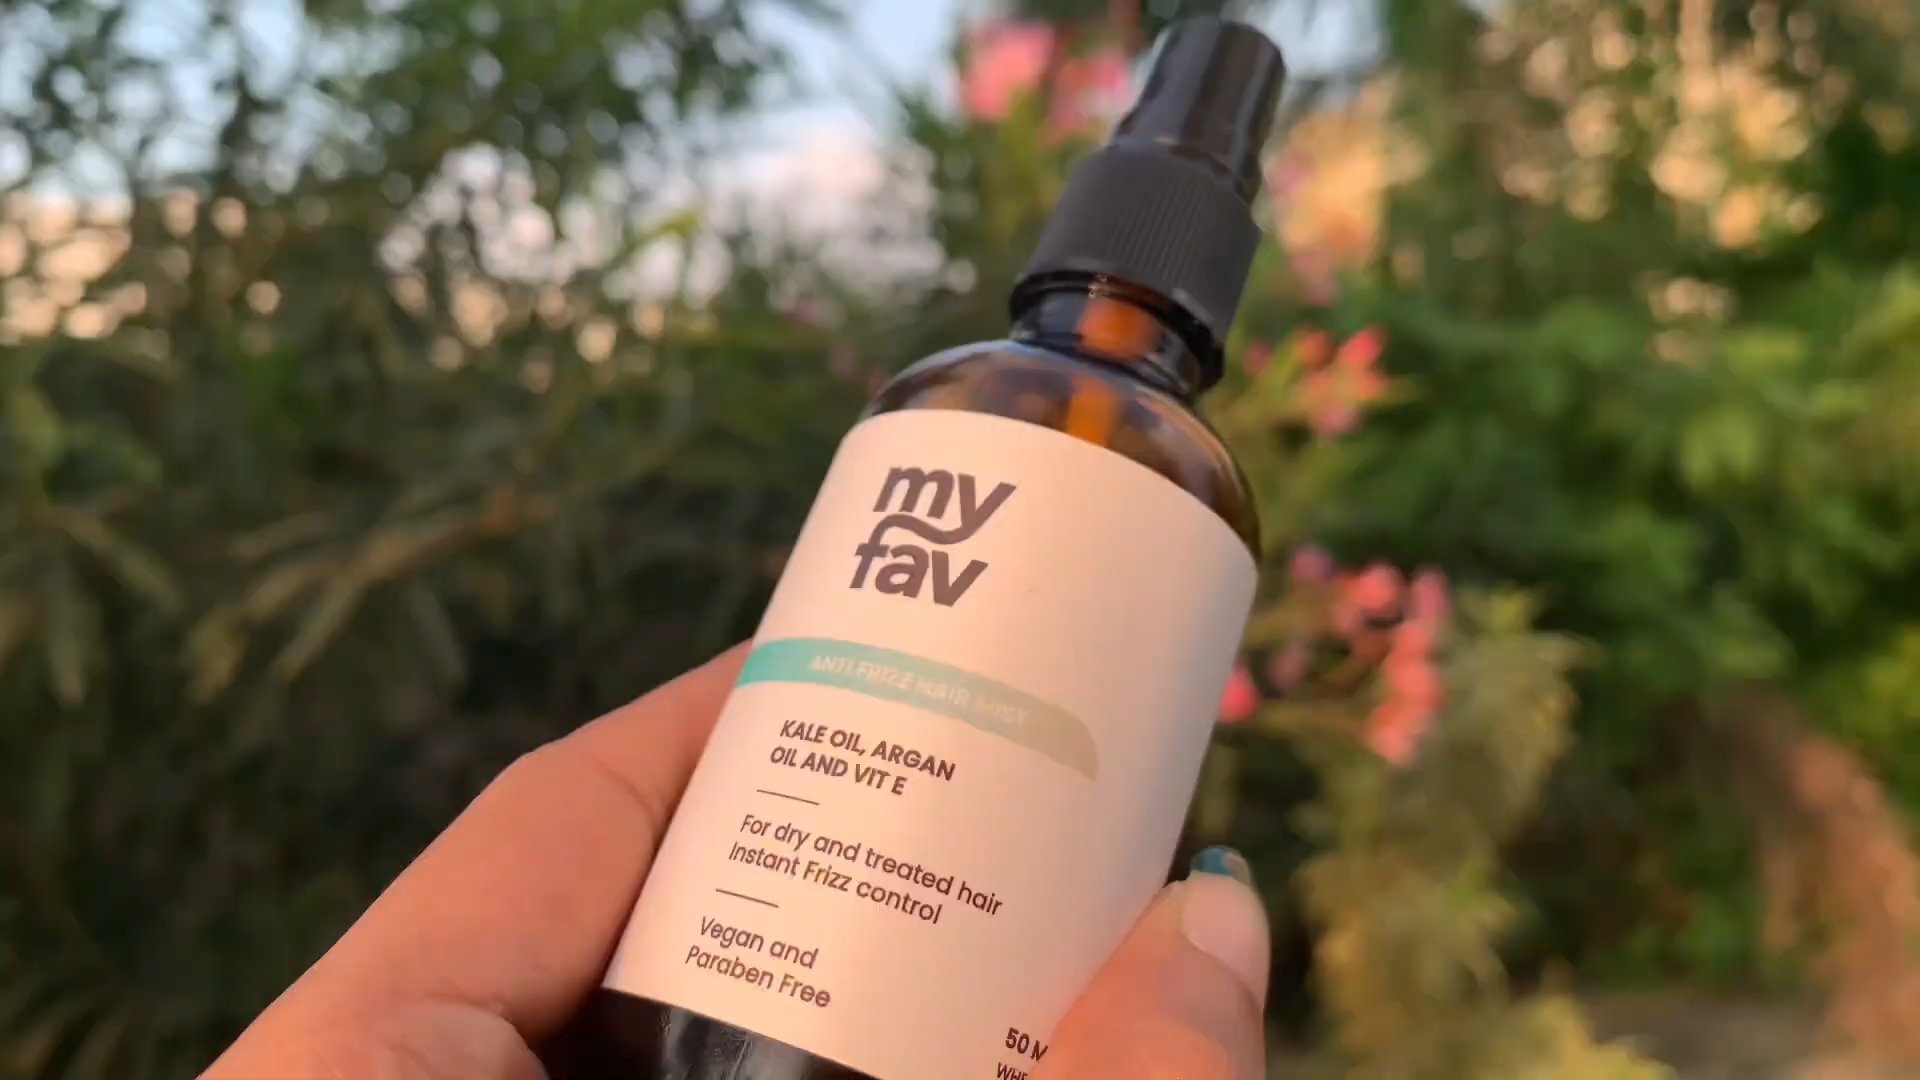 my
fav
ANTI FRIZZ HAIR MIST
KALE OIL, ARGAN
OIL AND VIT E
For dry and treated hair
Instant Frizz control
Vegan and
Paraben Free
50